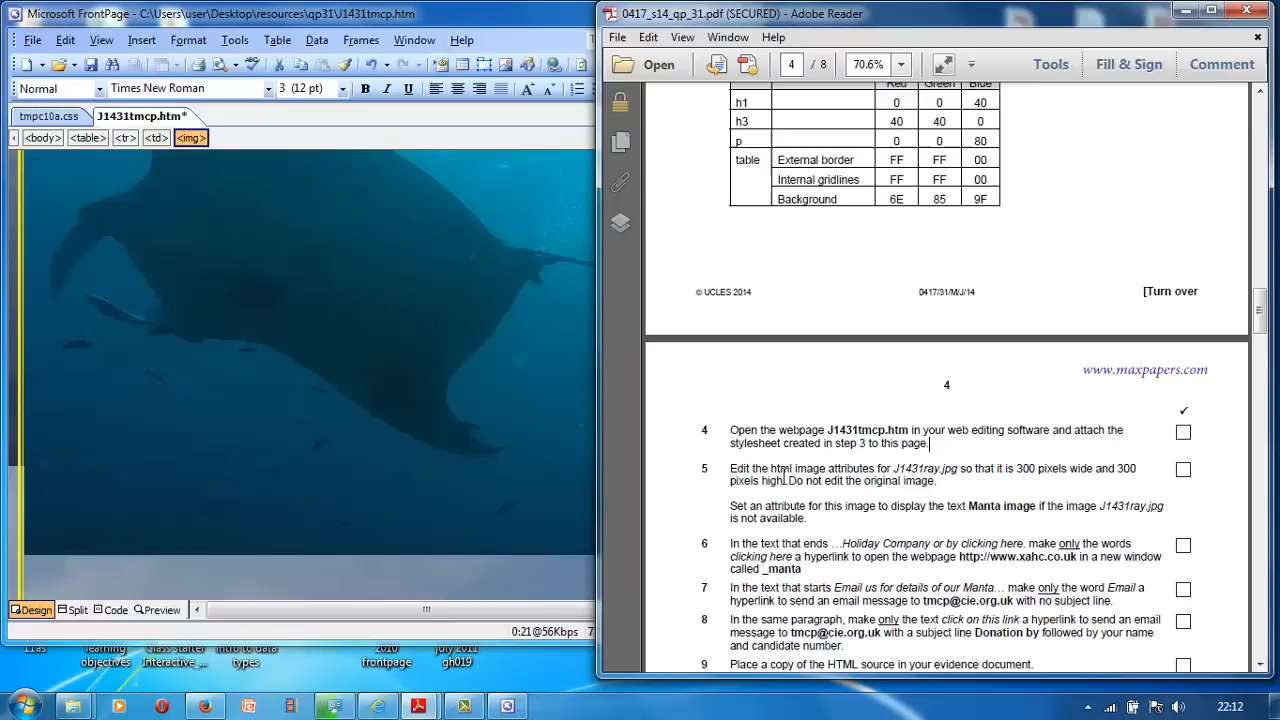 Microsoft FrontPage - C:\Users\user\Desktop\resources\qp31\J1431tmcp.htm
File Edit View Insert Format Tools Table Data Frames Window Help
Normal Times New Roman 3 (12 pt) B I U
tmpc10a.css J1431tmcp.htm*
<body> <table> <tr> <td> <img>
Design Split Code Preview
0:21@56Kbps
0417_s14_qp_31.pdf (SECURED) - Adobe Reader
File Edit View Window Help
Open 4 / 8 70.6% Tools Fill & Sign Comment
Red Green Blue
h1 0 0 40
h3 40 40 0
p 0 0 80
table External border FF FF 00
Internal gridlines FF FF 00
Background 6E 85 9F
© UCLES 2014 0417/31/M/J/14 [Turn over
www.maxpapers.com
4
✓
4 Open the webpage J1431tmcp.htm in your web editing software and attach the
stylesheet created in step 3 to this page.
5 Edit the html image attributes for J1431ray.jpg so that it is 300 pixels wide and 300
pixels high. Do not edit the original image.
Set an attribute for this image to display the text Manta image if the image J1431ray.jpg
is not available.
6 In the text that ends …Holiday Company or by clicking here. make only the words
clicking here a hyperlink to open the webpage http://www.xahc.co.uk in a new window
called _manta
7 In the text that starts Email us for details of our Manta… make only the word Email a
hyperlink to send an email message to tmcp@cie.org.uk with no subject line.
8 In the same paragraph, make only the text click on this link a hyperlink to send an email
message to tmcp@cie.org.uk with a subject line Donation by followed by your name
and candidate number.
9 Place a copy of the HTML source in your evidence document.
11as learning
objectives Glass starter
Interactive_... Intro to data
types 2010
frontpage july 2011
gh019
22:12